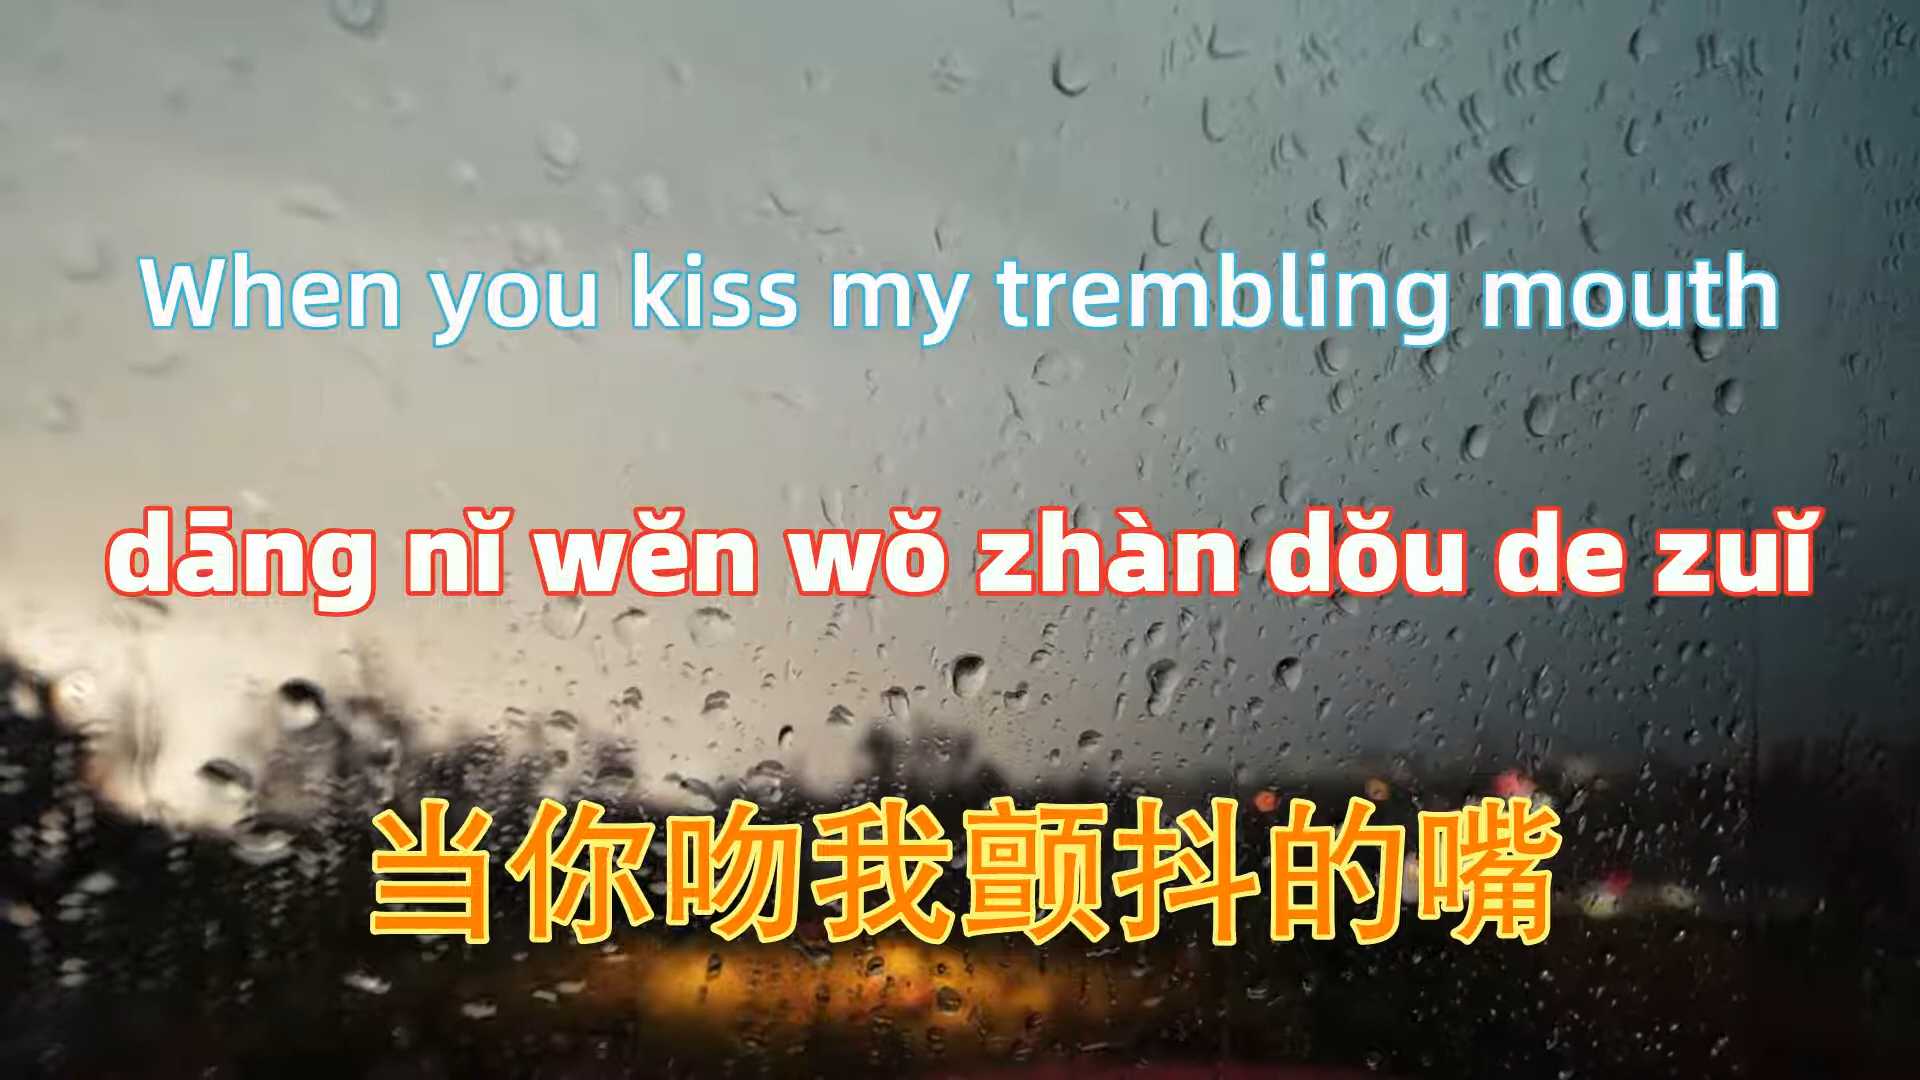 When you kiss my trembling mouth
dāng nǐ wěn wǒ zhàn dǒu de zuǐ
当你吻我颤抖的嘴